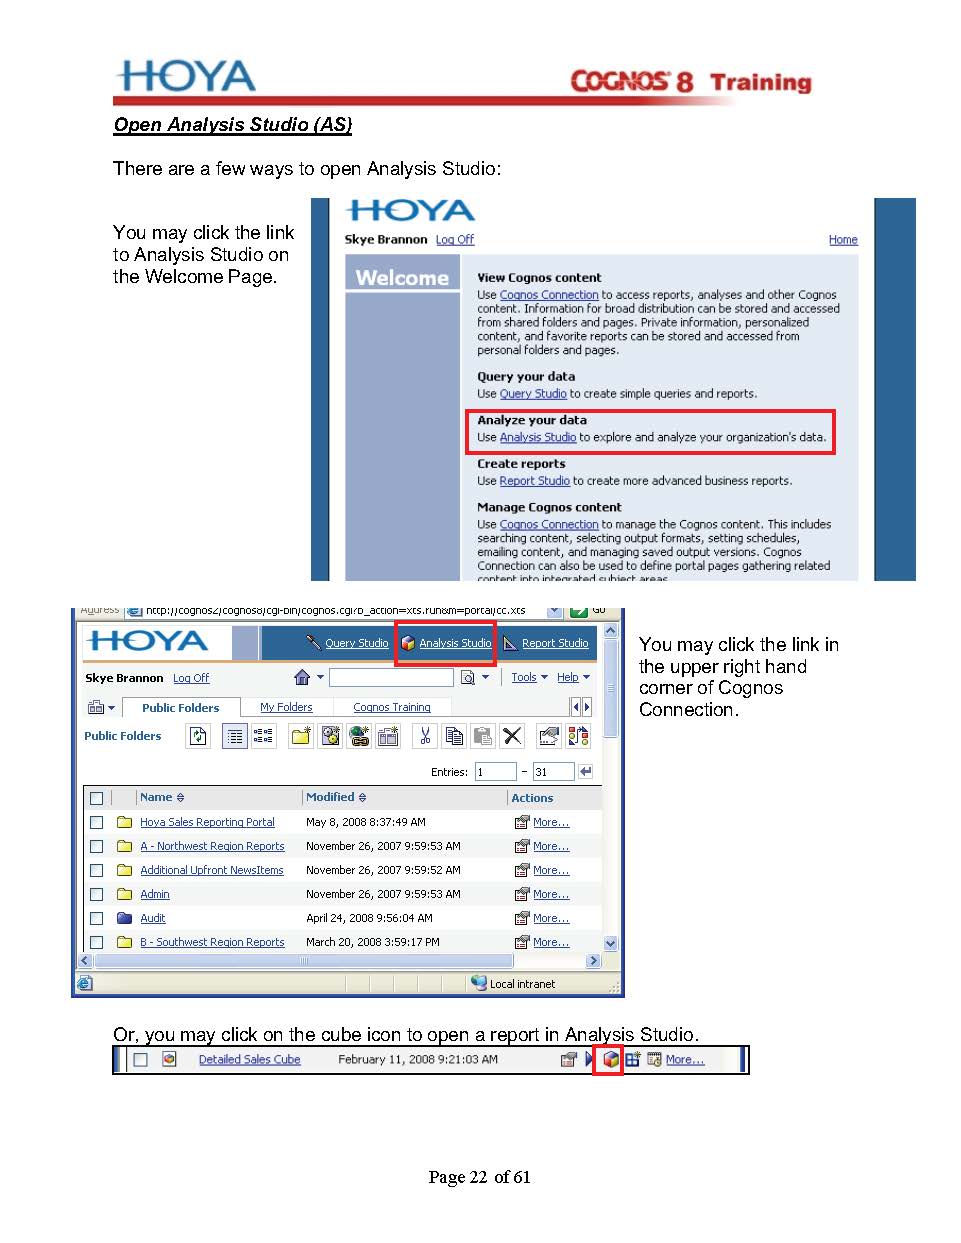 HOYA
COGNOS 8 Training
Open Analysis Studio (AS)
There are a few ways to open Analysis Studio:
You may click the link
to Analysis Studio on
the Welcome Page.
HOYA
Skye Brannon Log Off Home
Welcome
View Cognos content
Use Cognos Connection to access reports, analyses and other Cognos
content. Information for broad distribution can be stored and accessed
from shared folders and pages. Private information, personalized
content, and favorite reports can be stored and accessed from
personal folders and pages.
Query your data
Use Query Studio to create simple queries and reports.
Analyze your data
Use Analysis Studio to explore and analyze your organization's data.
Create reports
Use Report Studio to create more advanced business reports.
Manage Cognos content
Use Cognos Connection to manage the Cognos content. This includes
searching content, selecting output formats, setting schedules,
emailing content, and managing saved output versions. Cognos
Connection can also be used to define portal pages gathering related
content into integrated subject areas.
Address http://cognos2/cognos8/cgi-bin/cognos.cgi?b_action=xts.run&m=portal/cc.xts Go
HOYA Query Studio Analysis Studio Report Studio
Skye Brannon Log Off Tools Help
Public Folders My Folders Cognos Training
Public Folders
Entries: 1 - 31
Name Modified Actions
Hoya Sales Reporting Portal May 8, 2008 8:37:49 AM More...
A - Northwest Region Reports November 26, 2007 9:59:53 AM More...
Additional Upfront NewsItems November 26, 2007 9:59:52 AM More...
Admin November 26, 2007 9:59:53 AM More...
Audit April 24, 2008 9:56:04 AM More...
B - Southwest Region Reports March 20, 2008 3:59:17 PM More...
Local intranet
You may click the link in
the upper right hand
corner of Cognos
Connection.
Or, you may click on the cube icon to open a report in Analysis Studio.
Detailed Sales Cube February 11, 2008 9:21:03 AM More...
Page 22 of 61